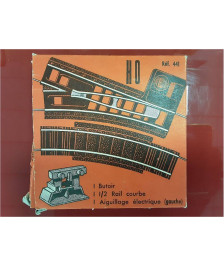 HO Réf. 441
1 Butoir
1 1/2 Rail courbe
1 Aiguillage électrique (gauche)